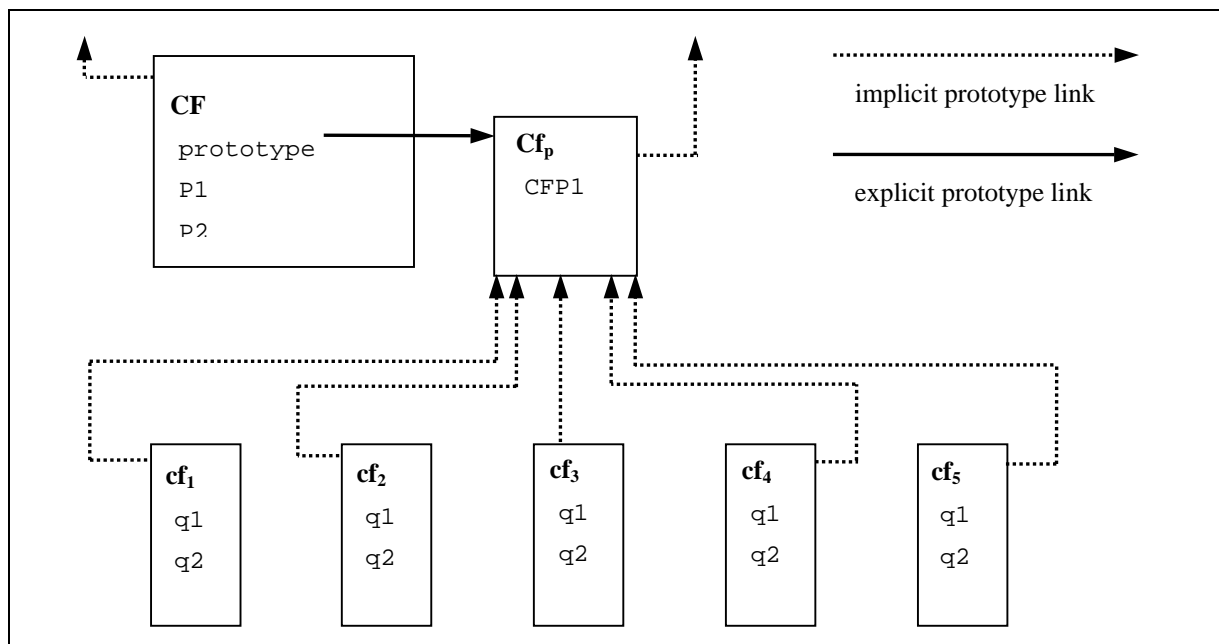 CF
prototype
P1
P2
Cfp
CFP1
implicit prototype link
explicit prototype link
cf1
q1
q2
cf2
q1
q2
cf3
q1
q2
cf4
q1
q2
cf5
q1
q2